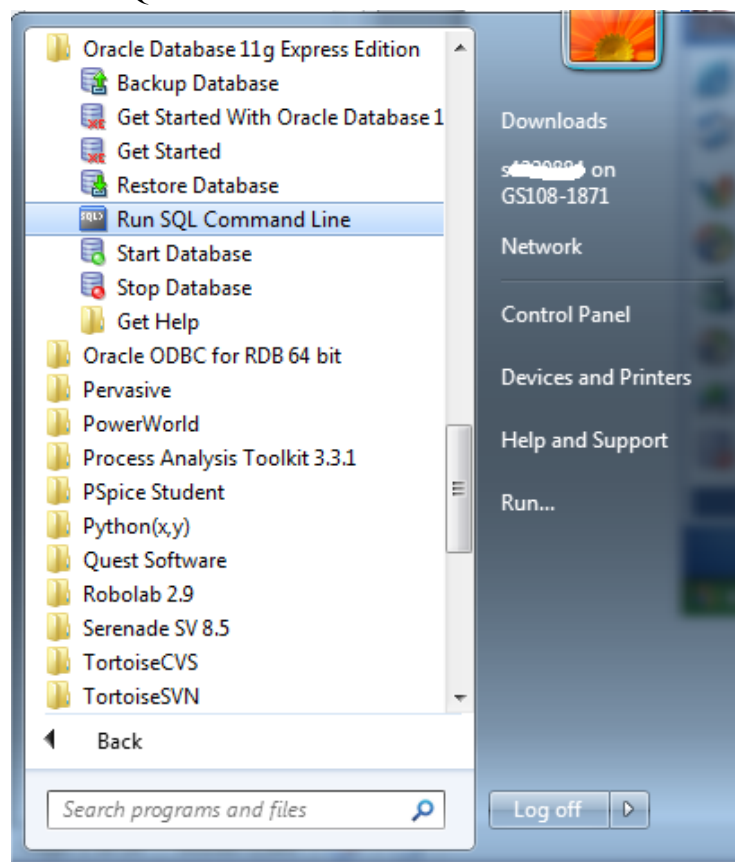 Oracle Database 11g Express Edition
Backup Database
Get Started With Oracle Database 1
Get Started
Restore Database
Run SQL Command Line
Start Database
Stop Database
Get Help
Oracle ODBC for RDB 64 bit
Pervasive
PowerWorld
Process Analysis Toolkit 3.3.1
PSpice Student
Python(x,y)
Quest Software
Robolab 2.9
Serenade SV 8.5
TortoiseCVS
TortoiseSVN
Back
Search programs and files
Downloads
on
GS108-1871
Network
Control Panel
Devices and Printers
Help and Support
Run...
Log off